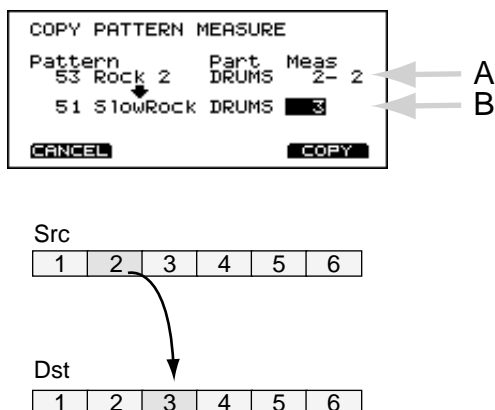 COPY PATTERN MEASURE
Pattern Part Meas
53 Rock 2 DRUMS 2- 2 A
51 SlowRock DRUMS 3 B
CANCEL COPY
Src
1 2 3 4 5 6
Dst
1 2 3 4 5 6